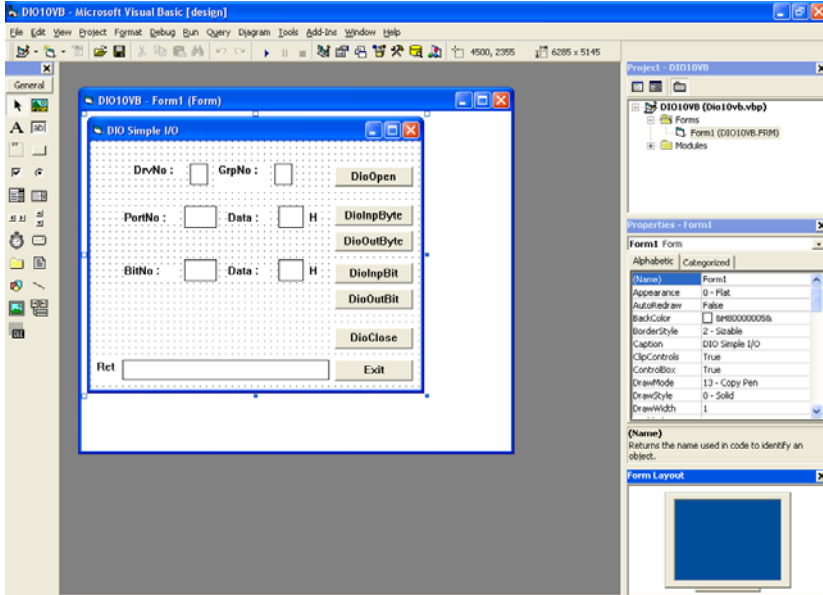 DIO10VB - Microsoft Visual Basic [design]
File Edit View Project Format Debug Run Query Diagram Tools Add-Ins Window Help
4500, 2355 6285 x 5145
General
A ab|
OLE
DIO10VB - Form1 (Form)
DIO Simple I/O
DrvNo : GrpNo : DioOpen
PortNo : Data : H DioInpByte
DioOutByte
BitNo : Data : H DioInpBit
DioOutBit
DioClose
Ret Exit
Project - DIO10VB
DIO10VB (Dio10vb.vbp)
Forms
Form1 (DIO10VB.FRM)
Modules
Properties - Form1
Form1 Form
Alphabetic Categorized
(Name) Form1
Appearance 0 - Flat
AutoRedraw False
BackColor &H80000005&
BorderStyle 2 - Sizable
Caption DIO Simple I/O
ClipControls True
ControlBox True
DrawMode 13 - Copy Pen
DrawStyle 0 - Solid
DrawWidth 1
(Name)
Returns the name used in code to identify an
object.
Form Layout